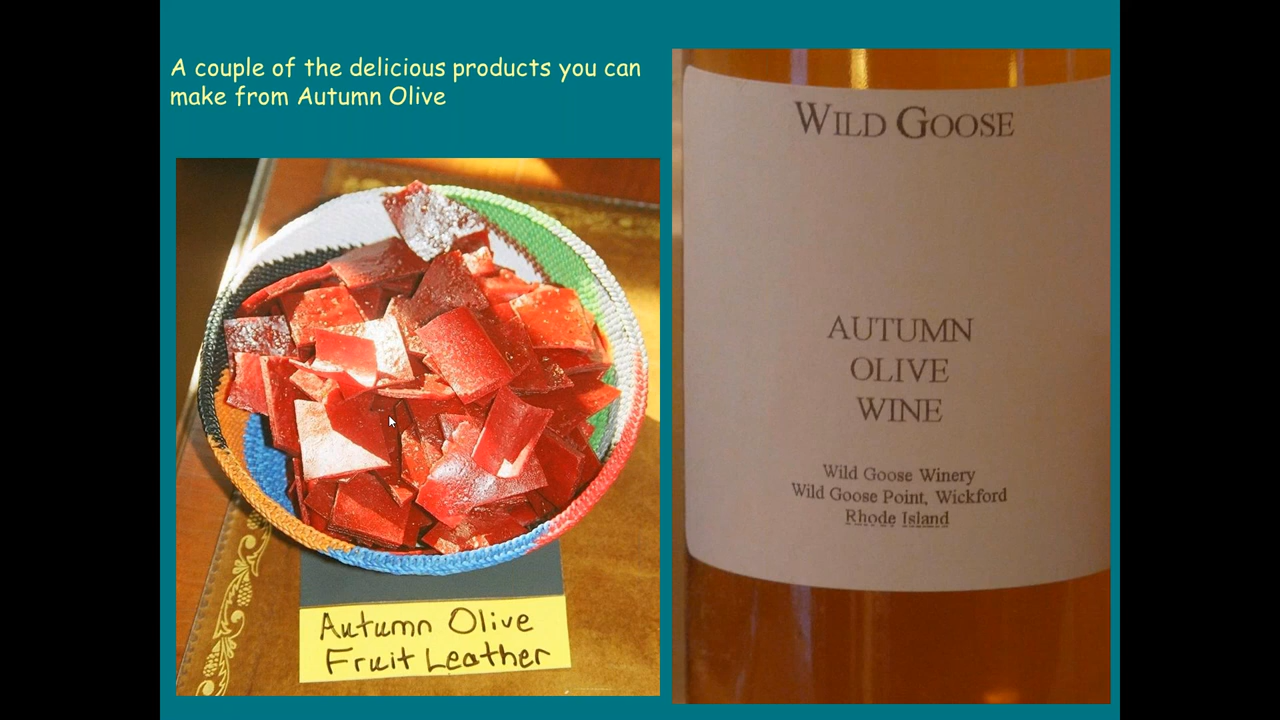 A couple of the delicious products you can
make from Autumn Olive
Autumn Olive
Fruit Leather
WILD GOOSE
AUTUMN
OLIVE
WINE
Wild Goose Winery
Wild Goose Point, Wickford
Rhode Island